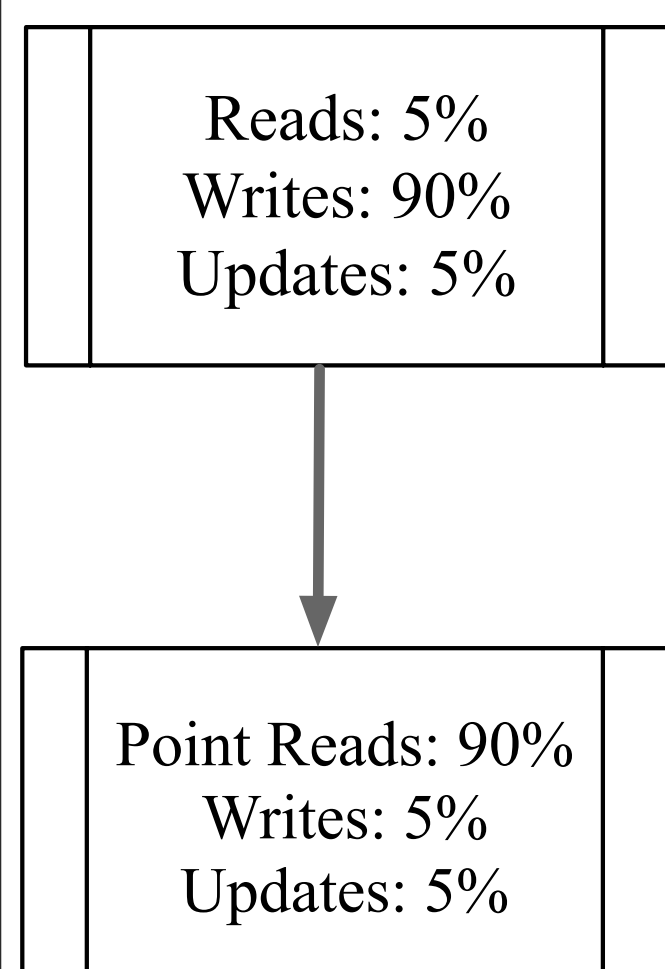 Reads: 5%
Writes: 90%
Updates: 5%
Point Reads: 90%
Writes: 5%
Updates: 5%